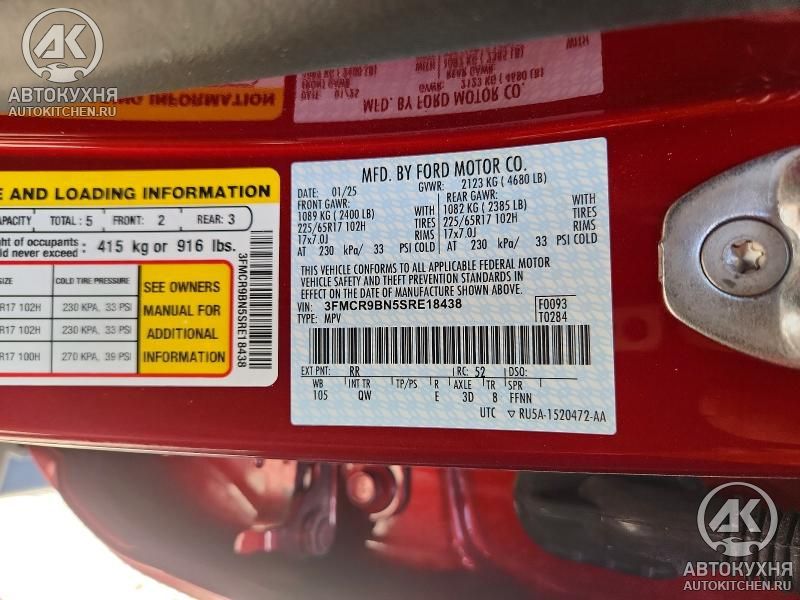 АК
АВТОКУХНЯ
AUTOKITCHEN.RU
MFD. BY FORD MOTOR CO.
DATE: 01/25 GVWR: 2123 KG ( 4680 LB)
FRONT GAWR: REAR GAWR:
1089 KG ( 2400 LB) WITH 1082 KG ( 2385 LB) WITH
225/65R17 102H TIRES 225/65R17 102H TIRES
17x7.0J RIMS 17x7.0J RIMS
AT 230 kPa/ 33 PSI COLD AT 230 kPa/ 33 PSI COLD
THIS VEHICLE CONFORMS TO ALL APPLICABLE FEDERAL MOTOR
VEHICLE SAFETY AND THEFT PREVENTION STANDARDS IN
EFFECT ON THE DATE OF MANUFACTURE SHOWN ABOVE.
VIN: 3FMCR9BN5SRE18438 F0093
TYPE: MPV T0284
EXT PNT: RR RC: 52 DSO:
WB INT TR TP/PS R AXLE TR SPR
105 QW E 3D 8 FFNN
UTC ▽ RU5A-1520472-AA
E AND LOADING INFORMATION
APACITY TOTAL: 5 FRONT: 2 REAR: 3
ht of occupants
ld never exceed : 415 kg or 916 lbs.
SIZE COLD TIRE PRESSURE
R17 102H 230 KPA, 33 PSI
R17 102H 230 KPA, 33 PSI
R17 100H 270 KPA, 39 PSI
SEE OWNERS
MANUAL FOR
ADDITIONAL
INFORMATION
3FMCR9BN5SRE18438
АК
АВТОКУХНЯ
AUTOKITCHEN.RU